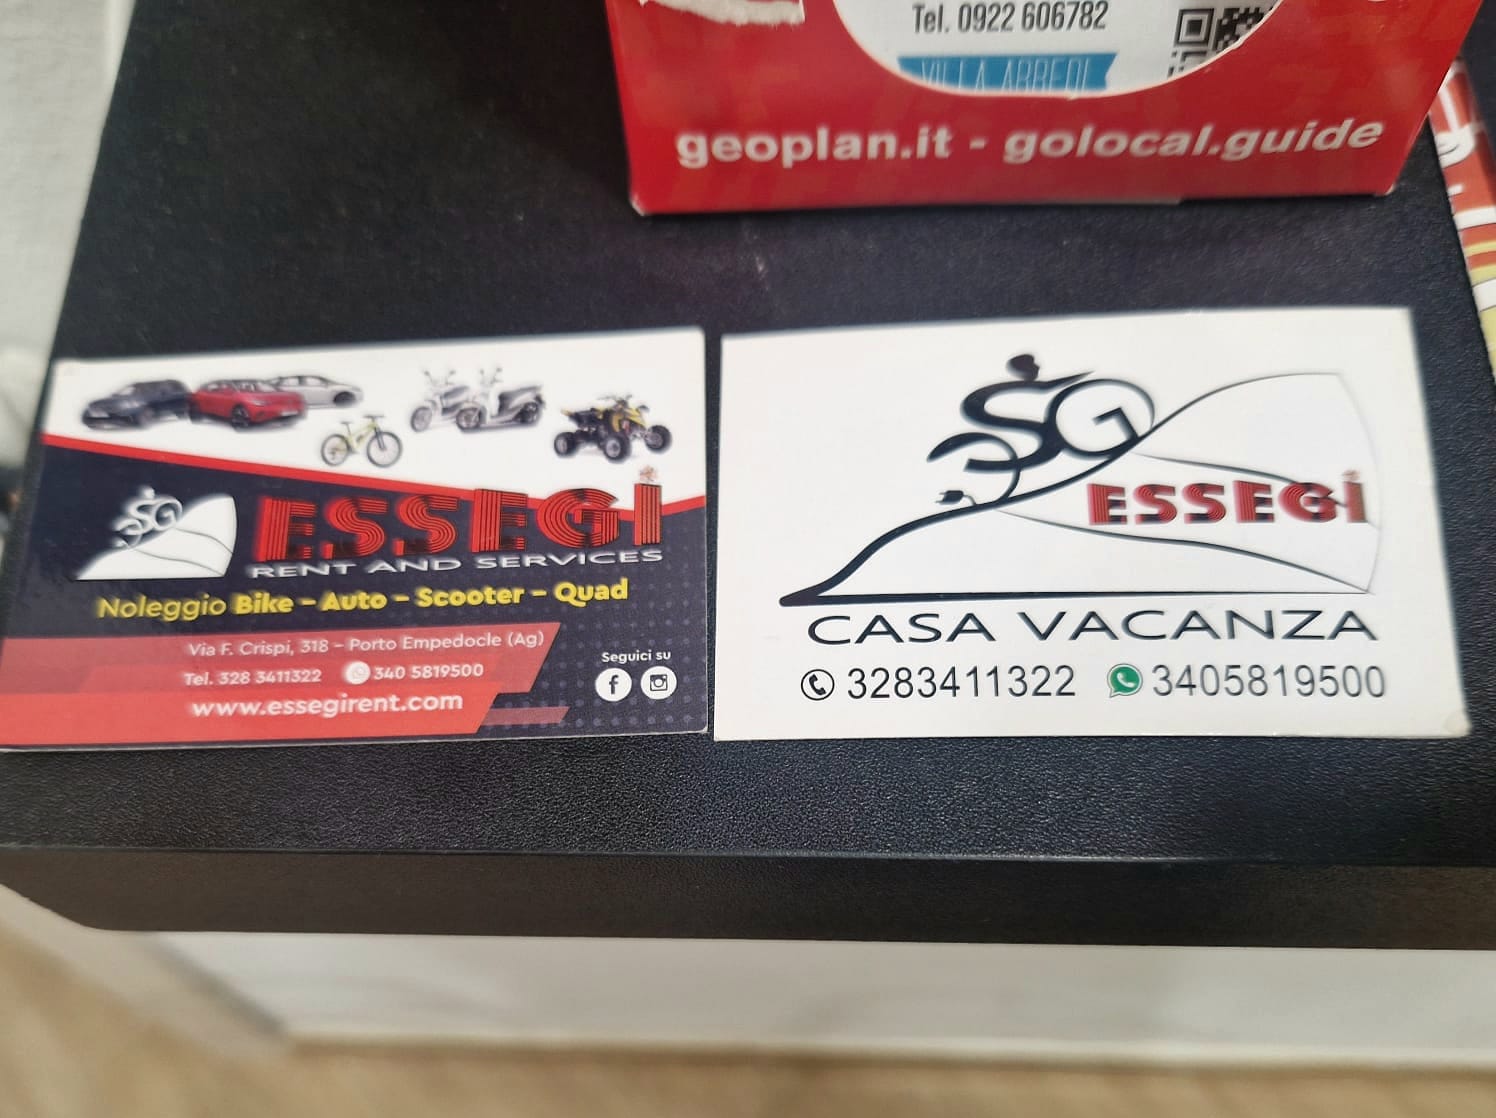 Tel. 0922 606782
VILLA ARREDI
geoplan.it - golocal.guide
SG
ESSEGI
RENT AND SERVICES
Noleggio Bike - Auto - Scooter - Quad
Via F. Crispi, 318 - Porto Empedocle (Ag)
Tel. 328 3411322 340 5819500
www.essegirent.com
Seguici su
SG
ESSEGI
CASA VACANZA
3283411322 3405819500